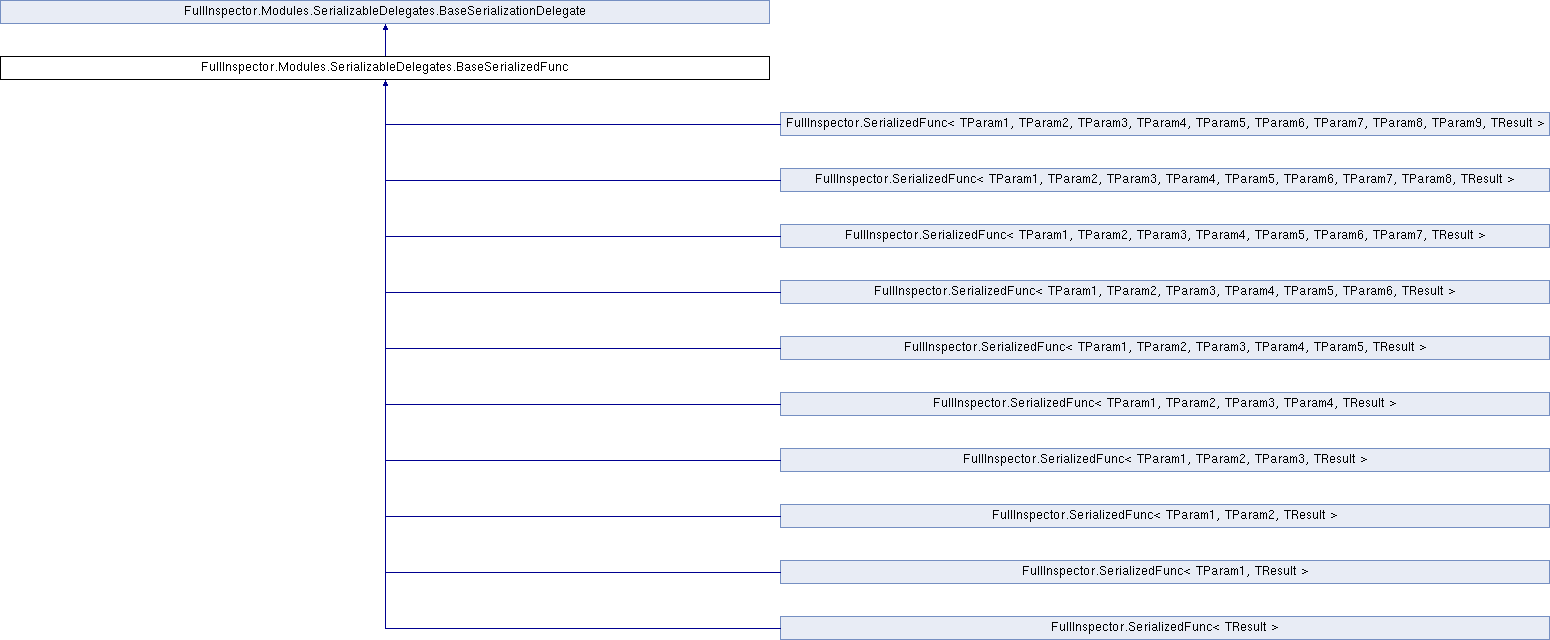 FullInspector.Modules.SerializableDelegates.BaseSerializationDelegate
FullInspector.Modules.SerializableDelegates.BaseSerializedFunc
FullInspector.SerializedFunc< TParam1, TParam2, TParam3, TParam4, TParam5, TParam6, TParam7, TParam8, TParam9, TResult >
FullInspector.SerializedFunc< TParam1, TParam2, TParam3, TParam4, TParam5, TParam6, TParam7, TParam8, TResult >
FullInspector.SerializedFunc< TParam1, TParam2, TParam3, TParam4, TParam5, TParam6, TParam7, TResult >
FullInspector.SerializedFunc< TParam1, TParam2, TParam3, TParam4, TParam5, TParam6, TResult >
FullInspector.SerializedFunc< TParam1, TParam2, TParam3, TParam4, TParam5, TResult >
FullInspector.SerializedFunc< TParam1, TParam2, TParam3, TParam4, TResult >
FullInspector.SerializedFunc< TParam1, TParam2, TParam3, TResult >
FullInspector.SerializedFunc< TParam1, TParam2, TResult >
FullInspector.SerializedFunc< TParam1, TResult >
FullInspector.SerializedFunc< TResult >